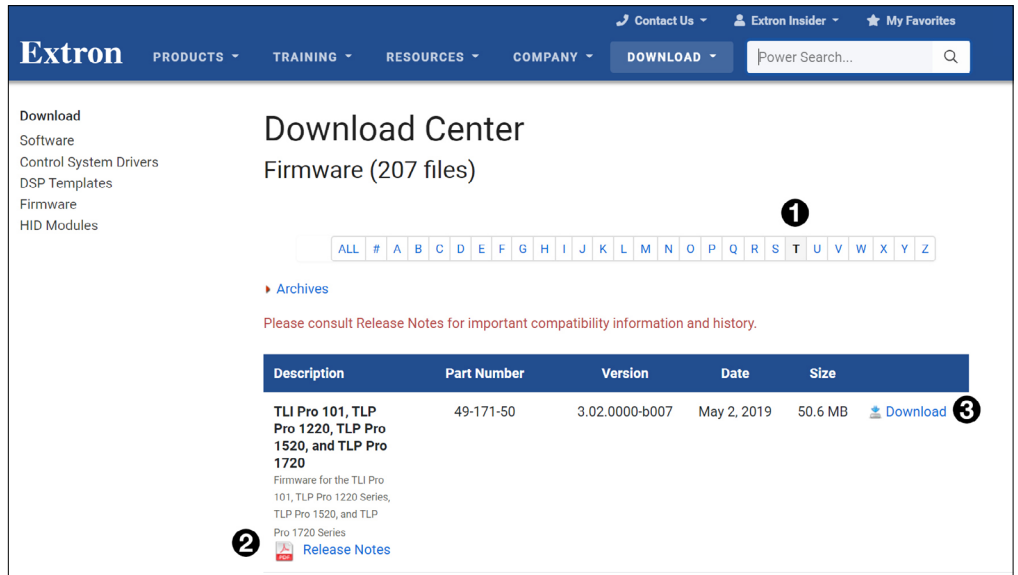 Contact Us Extron Insider My Favorites
Extron PRODUCTS TRAINING RESOURCES COMPANY DOWNLOAD Power Search...
Download
Software
Control System Drivers
DSP Templates
Firmware
HID Modules
Download Center
Firmware (207 files)
1
ALL # A B C D E F G H I J K L M N O P Q R S T U V W X Y Z
Archives
Please consult Release Notes for important compatibility information and history.
Description Part Number Version Date Size
TLI Pro 101, TLP 49-171-50 3.02.0000-b007 May 2, 2019 50.6 MB Download 3
Pro 1220, TLP Pro
1520, and TLP Pro
1720
Firmware for the TLI Pro
101, TLP Pro 1220 Series,
TLP Pro 1520, and TLP
Pro 1720 Series
2 PDF Release Notes